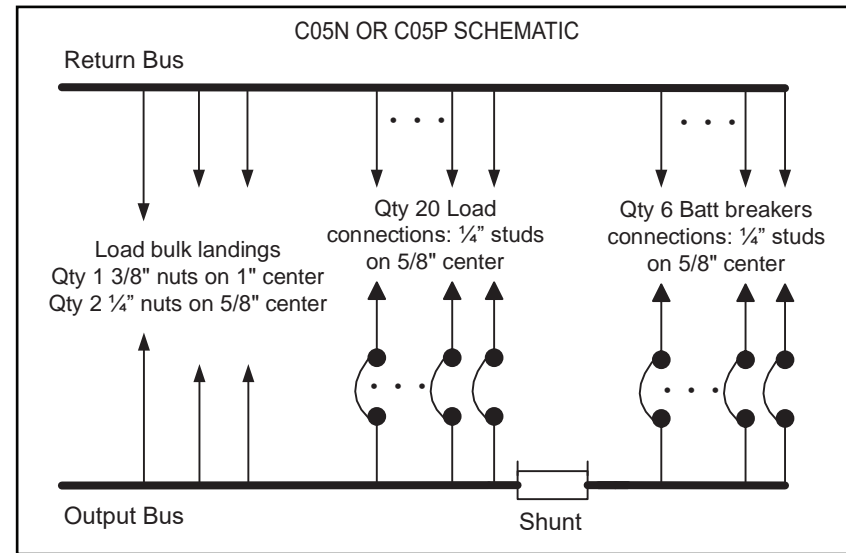 C05N OR C05P SCHEMATIC
Return Bus
Load bulk landings
Qty 1 3/8" nuts on 1" center
Qty 2 ¼” nuts on 5/8" center
Qty 20 Load
connections: ¼” studs
on 5/8" center
Qty 6 Batt breakers
connections: ¼” studs
on 5/8" center
Output Bus
Shunt